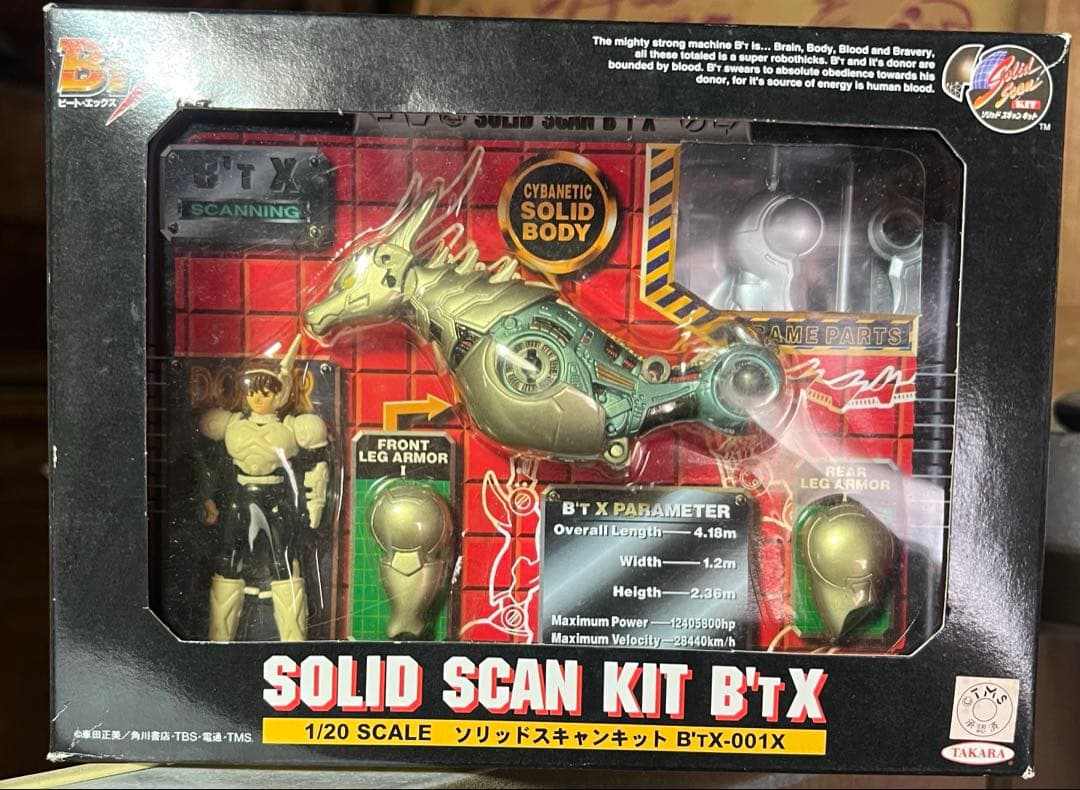 B'T X
ビート・エックス
The mighty strong machine B'T is... Brain, Body, Blood and Bravery,
all these totaled is a super robothicks. B'T and it's donor are
bounded by blood. B'T swears to absolute obedience towards his
donor, for it's source of energy is human blood.
Solid
Scan
KIT
ソリッドスキャンキット
TM
SOLID SCAN B'T X
B'T X
SCANNING
CYBANETIC
SOLID
BODY
FRAME PARTS
FRONT
LEG ARMOR
REAR
LEG ARMOR
B'T X PARAMETER
Overall Length 4.18m
Width 1.2m
Heigth 2.36m
Maximum Power 12405800hp
Maximum Velocity 28440km/h
SOLID SCAN KIT B'TX
1/20 SCALE ソリッドスキャンキット B'TX-001X
©車田正美／角川書店・TBS・電通・TMS.
©TMS
承認済
TAKARA